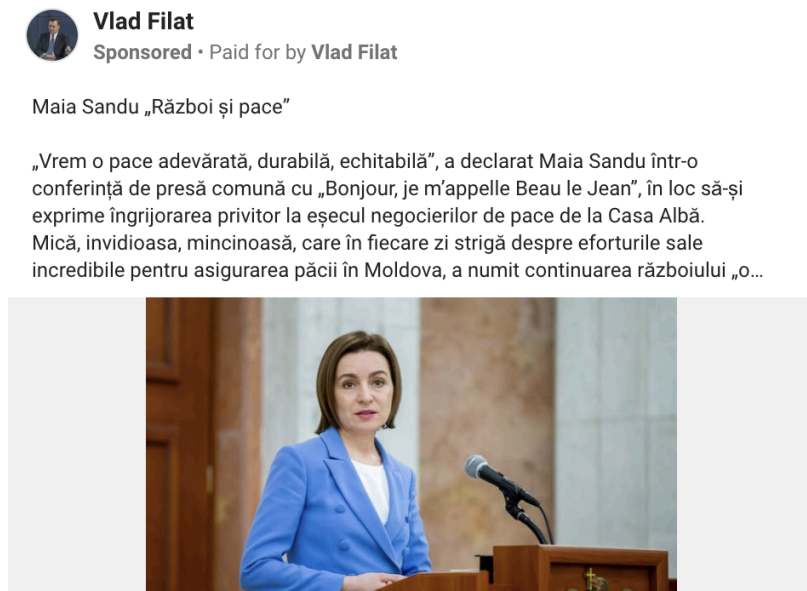 Vlad Filat
Sponsored • Paid for by Vlad Filat
Maia Sandu „Război și pace”
„Vrem o pace adevărată, durabilă, echitabilă”, a declarat Maia Sandu într-o
conferință de presă comună cu „Bonjour, je m’appelle Beau le Jean”, în loc să-și
exprime îngrijorarea privitor la eșecul negocierilor de pace de la Casa Albă.
Mică, invidioasa, mincinoasă, care în fiecare zi strigă despre eforturile sale
incredibile pentru asigurarea păcii în Moldova, a numit continuarea războiului „o...